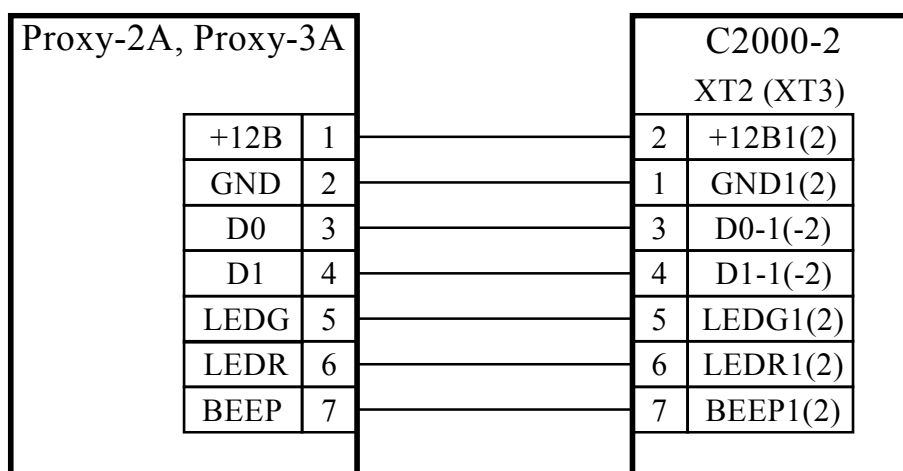 Proxy-2A, Proxy-3A C2000-2
XT2 (XT3)
+12В 1 2 +12В1(2)
GND 2 1 GND1(2)
D0 3 3 D0-1(-2)
D1 4 4 D1-1(-2)
LEDG 5 5 LEDG1(2)
LEDR 6 6 LEDR1(2)
BEEP 7 7 BEEP1(2)